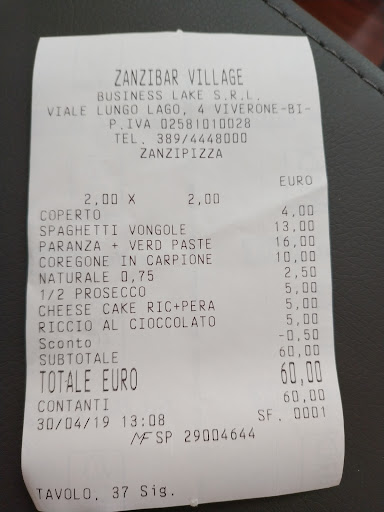 ZANZIBAR VILLAGE
BUSINESS LAKE S.R.L.
VIALE LUNGO LAGO, 4 VIVERONE-BI-
P.IVA 02581010028
TEL. 389/4448000
ZANZIPIZZA
EURO
2,00 X 2,00
COPERTO 4,00
SPAGHETTI VONGOLE 13,00
PARANZA + VERD PASTE 16,00
COREGONE IN CARPIONE 10,00
NATURALE 0,75 2,50
1/2 PROSECCO 5,00
CHEESE CAKE RIC+PERA 5,00
RICCIO AL CIOCCOLATO 5,00
Sconto -0,50
SUBTOTALE 60,00
TOTALE EURO 60,00
CONTANTI 60,00
30/04/19 13:08 SF. 0001
MF SP 29004644
TAVOLO. 37 Sig.